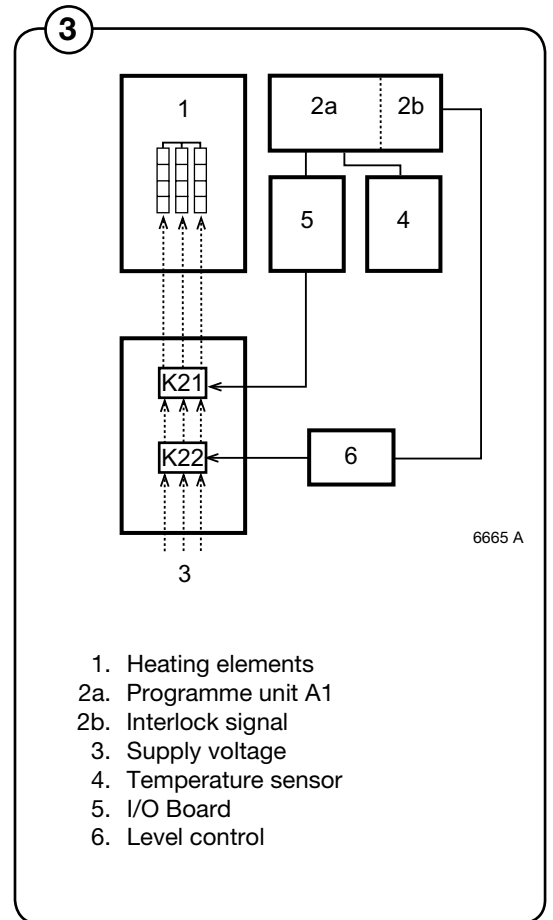 3
1
2a 2b
5
4
K21
K22
6
3
6665 A
1. Heating elements
2a. Programme unit A1
2b. Interlock signal
3. Supply voltage
4. Temperature sensor
5. I/O Board
6. Level control